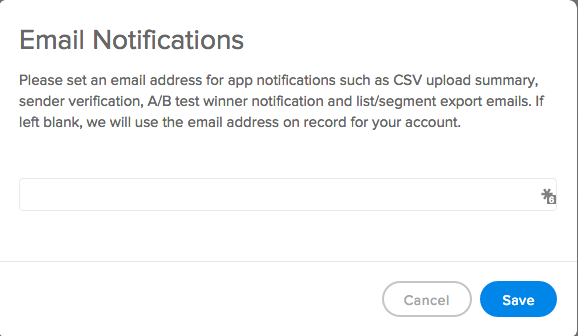 Email Notifications
Please set an email address for app notifications such as CSV upload summary,
sender verification, A/B test winner notification and list/segment export emails. If
left blank, we will use the email address on record for your account.
6
Cancel
Save